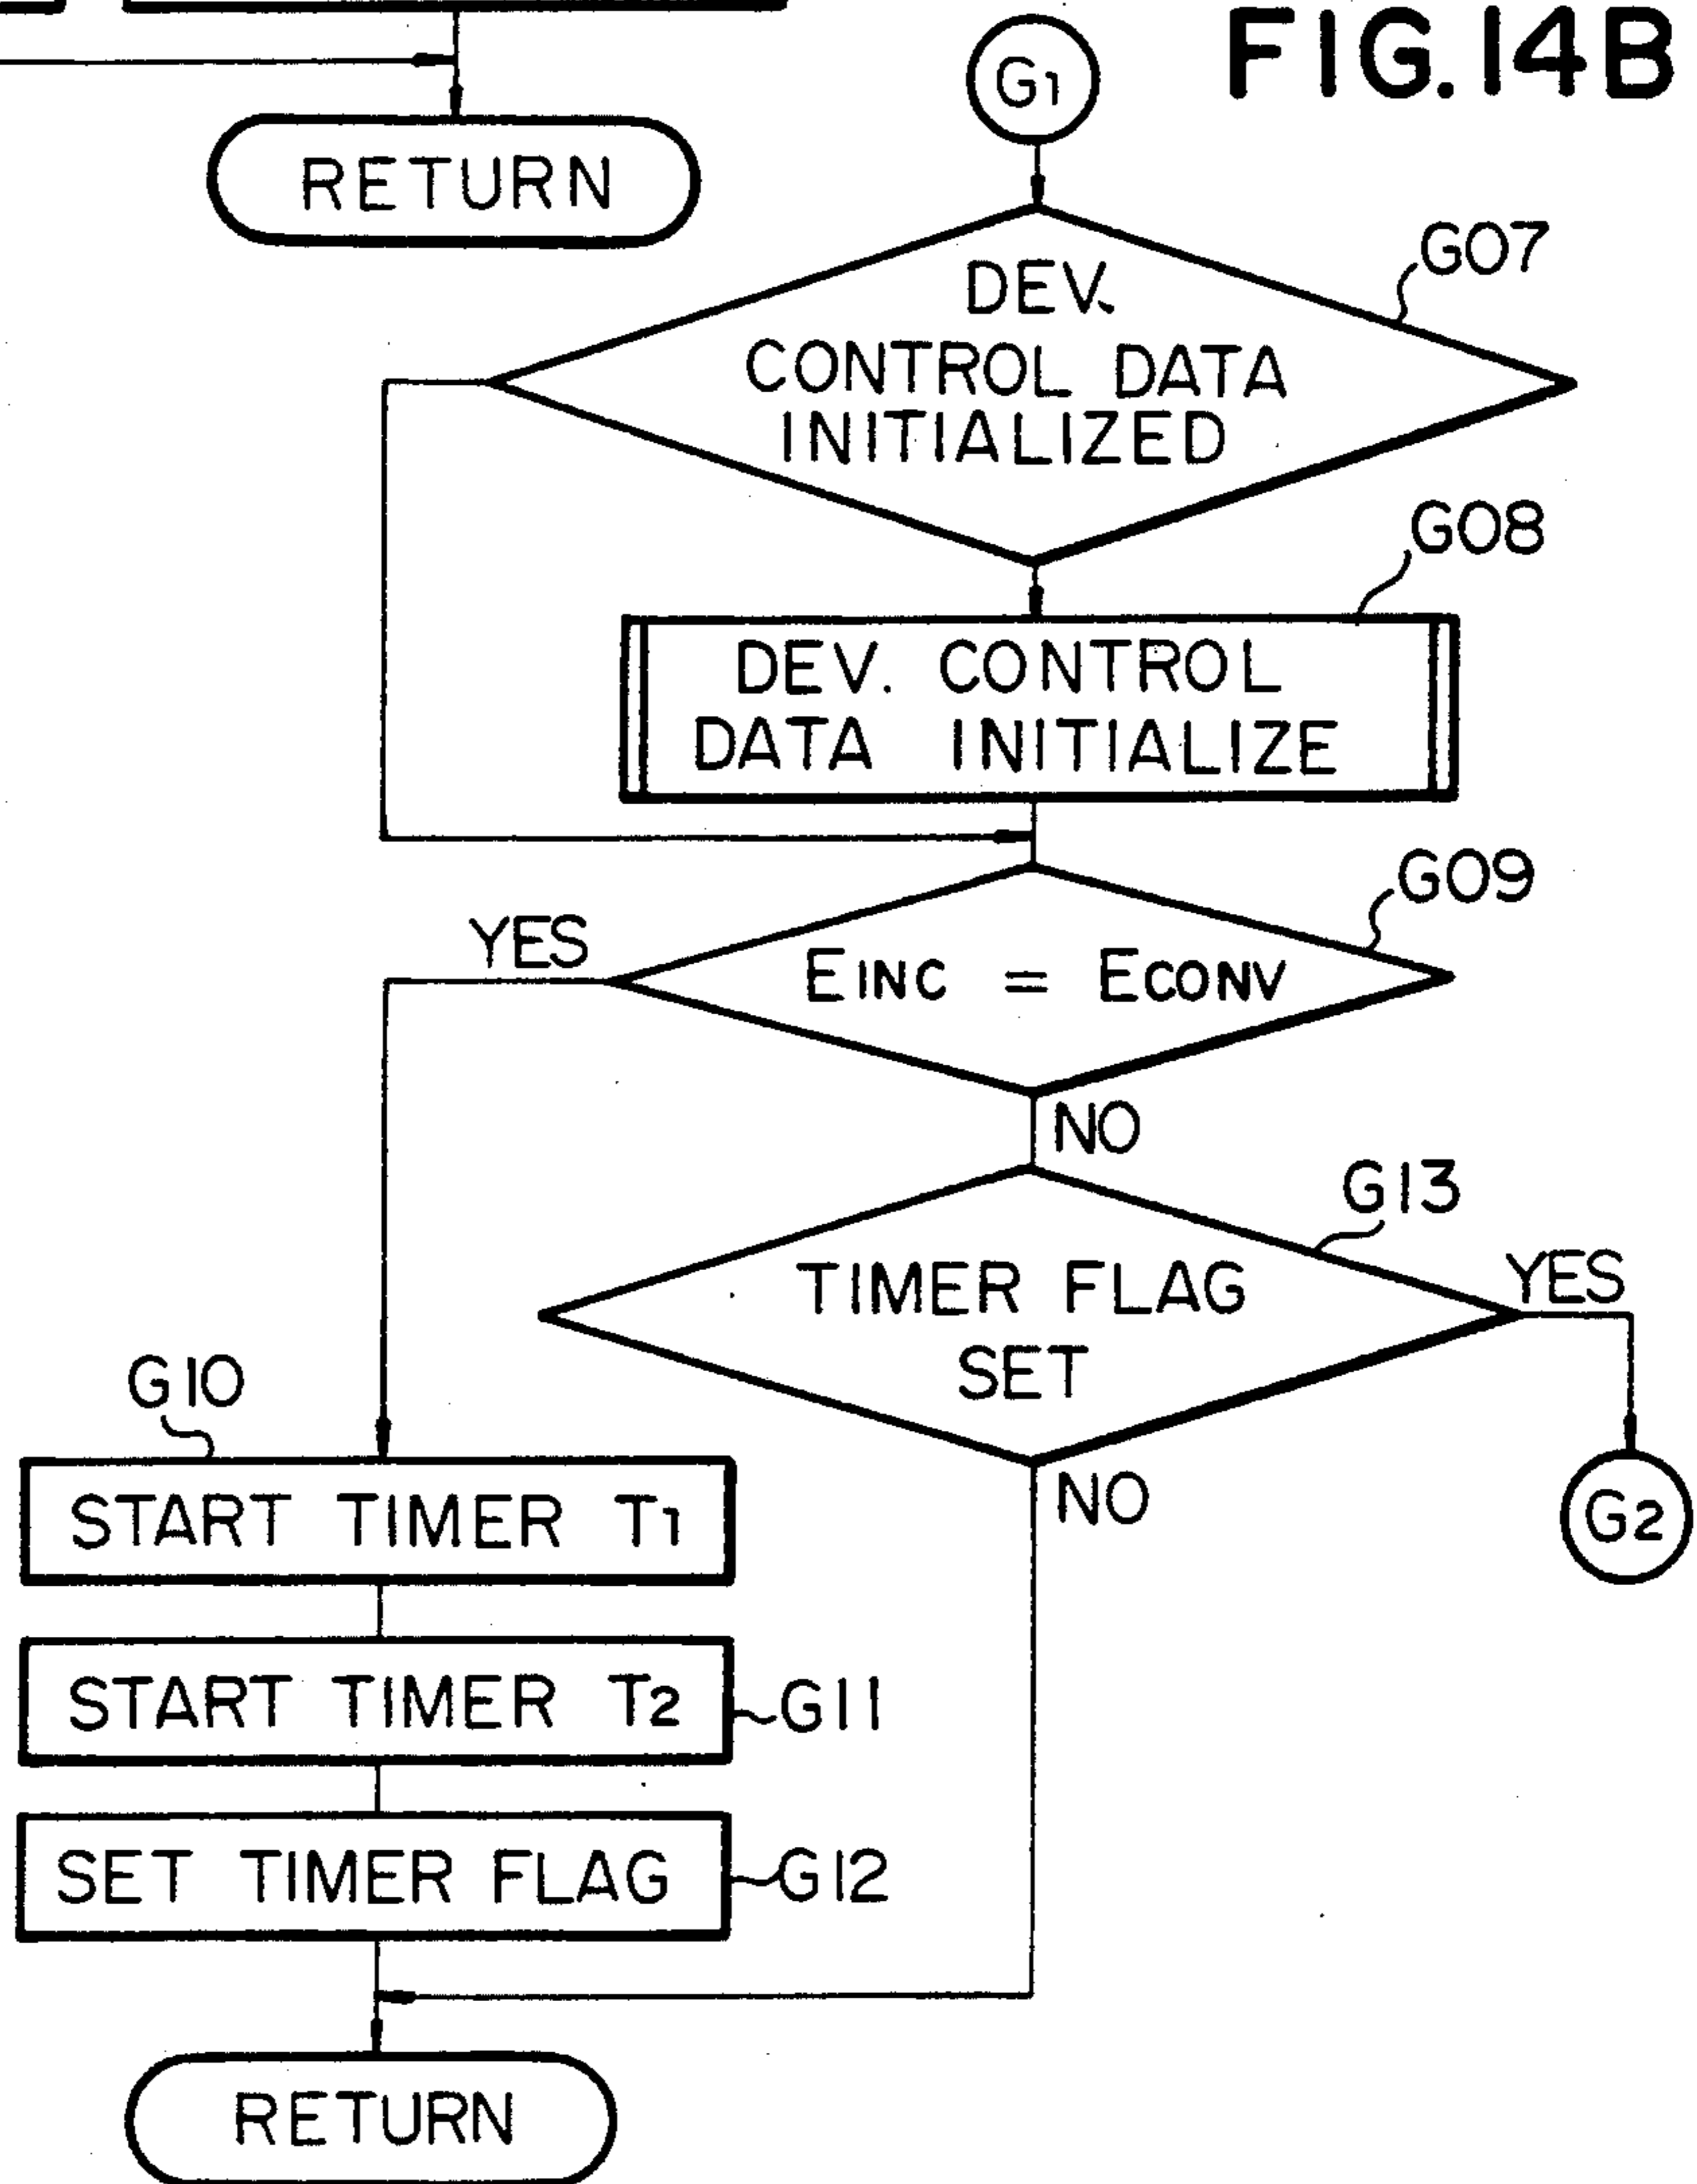 FIG. 14B
RETURN
G1
G07
DEV.
CONTROL DATA
INITIALIZED
G08
DEV. CONTROL
DATA INITIALIZE
G09
YES
EINC = ECONV
NO
G13
TIMER FLAG
SET
YES
G10
START TIMER T1
NO
G2
START TIMER T2
G11
SET TIMER FLAG
G12
RETURN